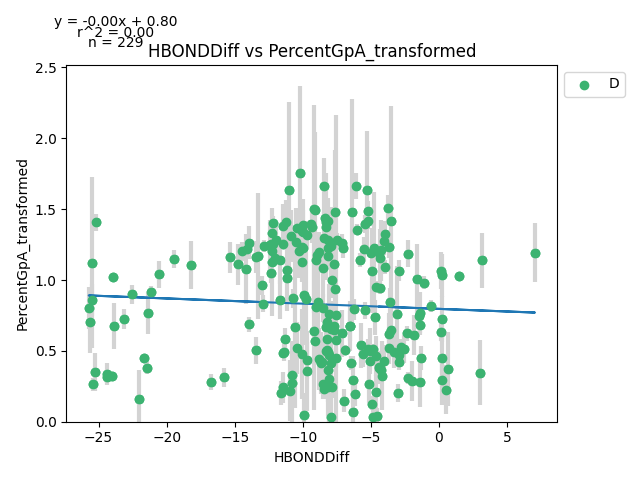 y = -0.00x + 0.80
r^2 = 0.00
n = 229
HBONDDiff vs PercentGpA_transformed
D
PercentGpA_transformed
2.5
2.0
1.5
1.0
0.5
0.0
−25
−20
−15
−10
−5
0
5
HBONDDiff